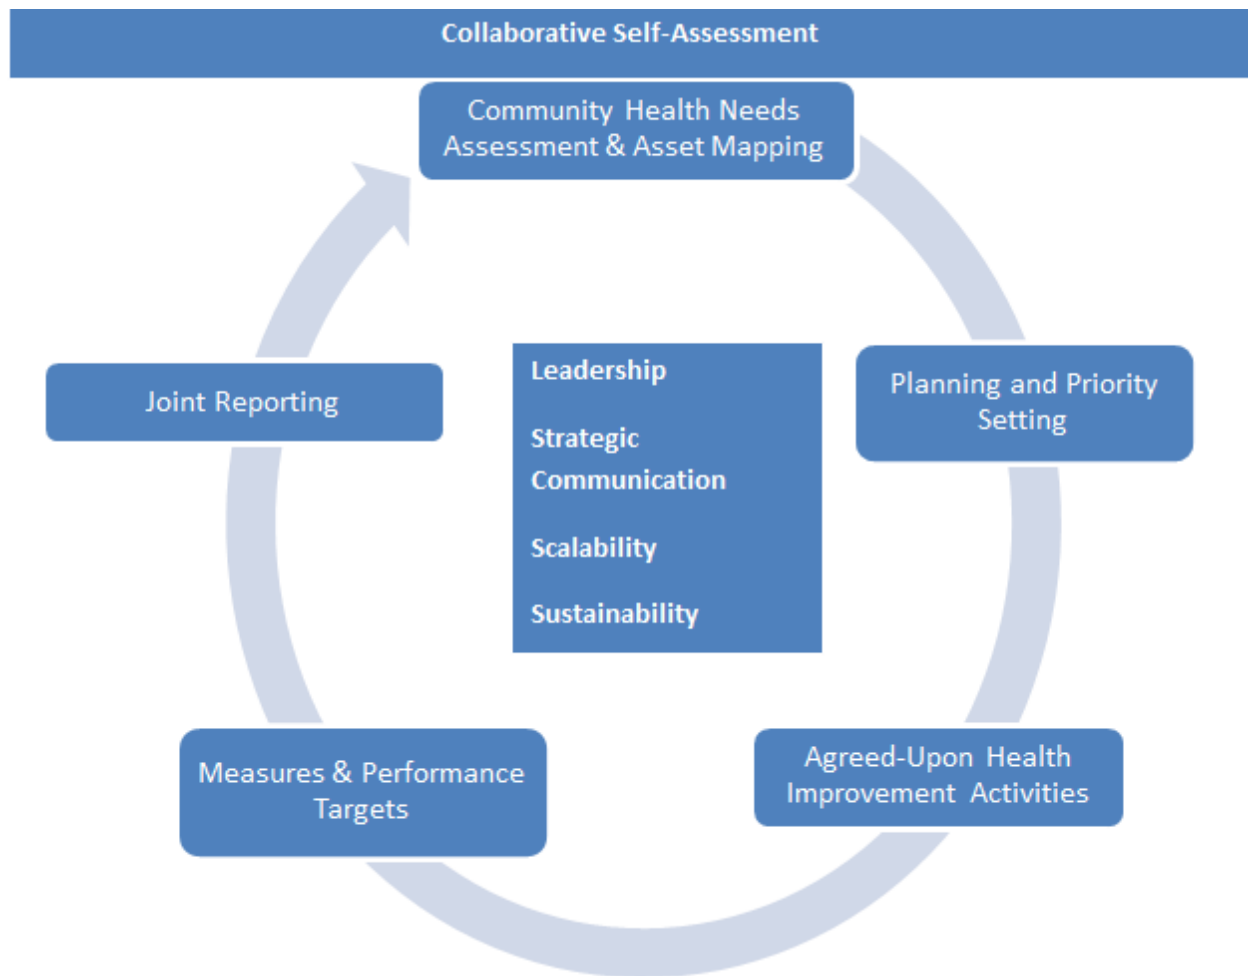 Collaborative Self-Assessment
Community Health Needs
Assessment & Asset Mapping
Planning and Priority
Setting
Agreed-Upon Health
Improvement Activities
Measures & Performance
Targets
Joint Reporting
Leadership
Strategic
Communication
Scalability
Sustainability